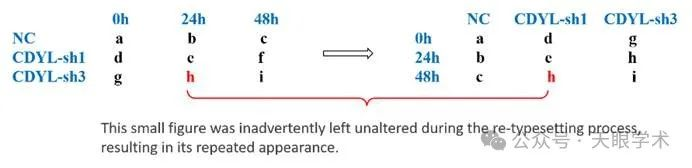 0h 24h 48h NC CDYL-sh1 CDYL-sh3
NC a b c 0h a d g
CDYL-sh1 d c f 24h b c h
CDYL-sh3 g h i 48h c h i
This small figure was inadvertently left unaltered during the re-typesetting process,
resulting in its repeated appearance.
公众号 · 天眼学术